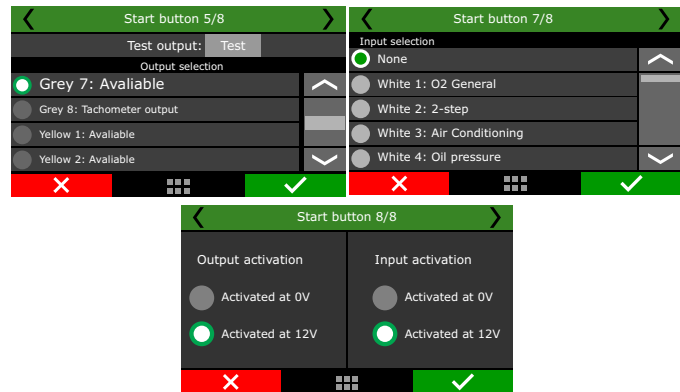 Start button 5/8
Test output: Test
Output selection
Grey 7: Avaliable
Grey 8: Tachometer output
Yellow 1: Avaliable
Yellow 2: Avaliable
Start button 7/8
Input selection
None
White 1: O2 General
White 2: 2-step
White 3: Air Conditioning
White 4: Oil pressure
Start button 8/8
Output activation
Activated at 0V
Activated at 12V
Input activation
Activated at 0V
Activated at 12V